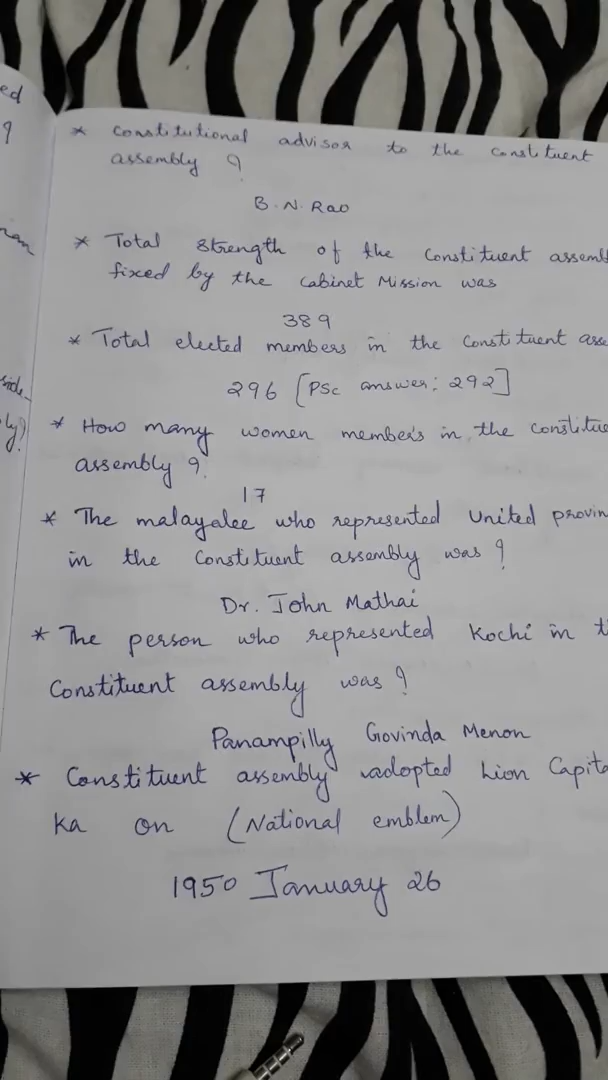 ed
9
* Constitutional advisor to the constituent
assembly ?
B. N. Rao
* Total strength of the Constituent assembl
fixed by the Cabinet Mission was
389
* Total elected members in the Constituent asse
296 [PSC answer: 292]
* How many women members in the Constitue
assembly ?
17
* The malayalee who represented United provin
in the Constituent assembly was ?
Dr. John Mathai
* The person who represented Kochi in t
Constituent assembly was ?
Panampilly Govinda Menon
* Constituent assembly adopted Lion Capita
ka on (National emblem)
1950 January 26